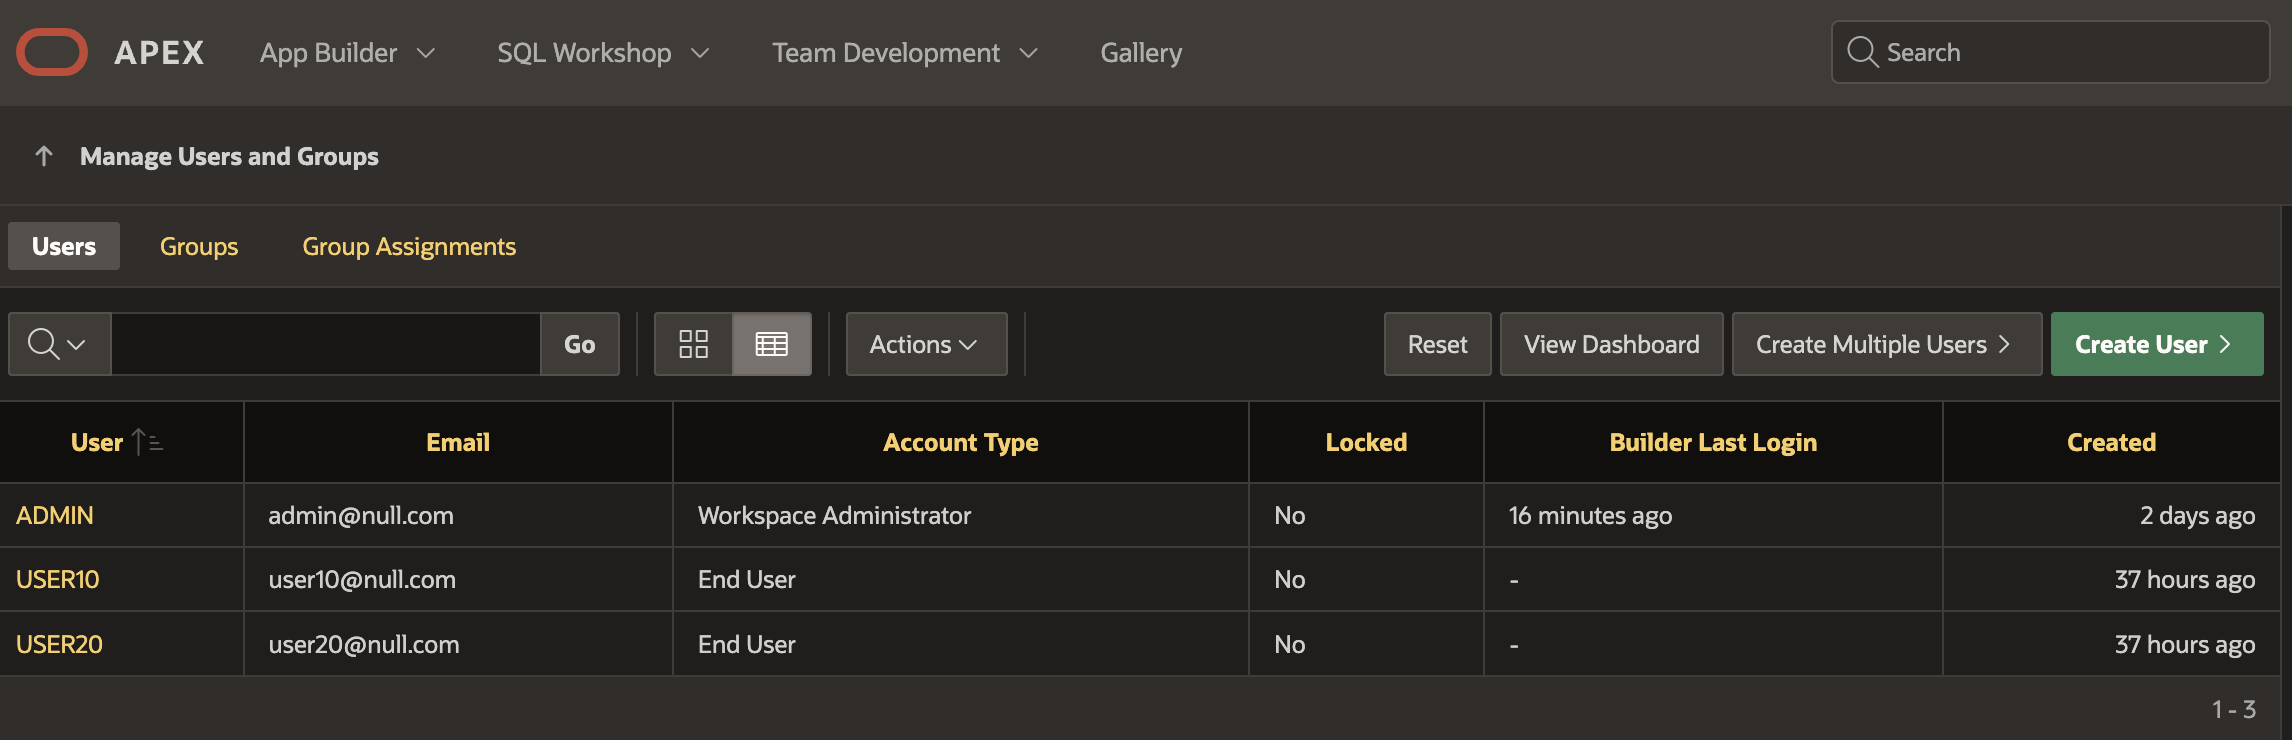 APEX App Builder SQL Workshop Team Development Gallery Search
Manage Users and Groups
Users Groups Group Assignments
Go Actions Reset View Dashboard Create Multiple Users Create User
User Email Account Type Locked Builder Last Login Created
ADMIN admin@null.com Workspace Administrator No 16 minutes ago 2 days ago
USER10 user10@null.com End User No - 37 hours ago
USER20 user20@null.com End User No - 37 hours ago
1 - 3